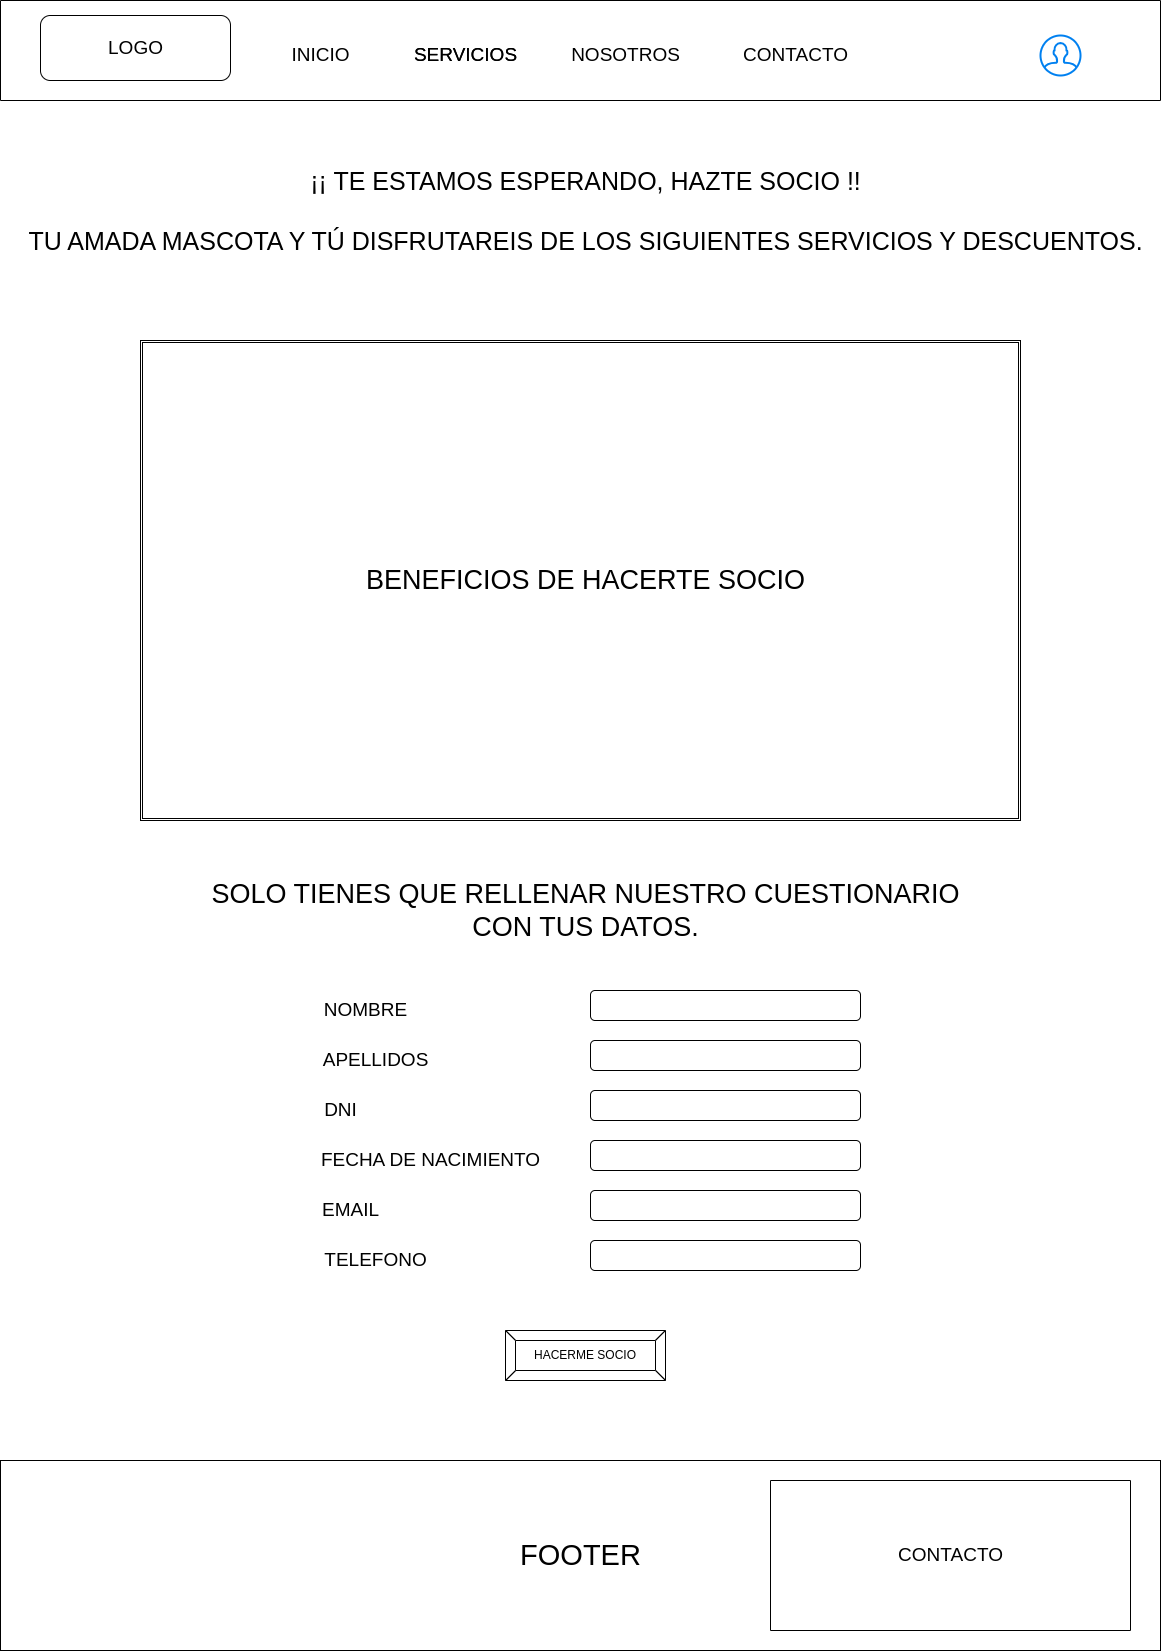 LOGO
INICIO
SERVICIOS
NOSOTROS
CONTACTO
¡¡ TE ESTAMOS ESPERANDO, HAZTE SOCIO !!
TU AMADA MASCOTA Y TÚ DISFRUTAREIS DE LOS SIGUIENTES SERVICIOS Y DESCUENTOS.
BENEFICIOS DE HACERTE SOCIO
SOLO TIENES QUE RELLENAR NUESTRO CUESTIONARIO
CON TUS DATOS.
NOMBRE
APELLIDOS
DNI
FECHA DE NACIMIENTO
EMAIL
TELEFONO
HACERME SOCIO
FOOTER
CONTACTO